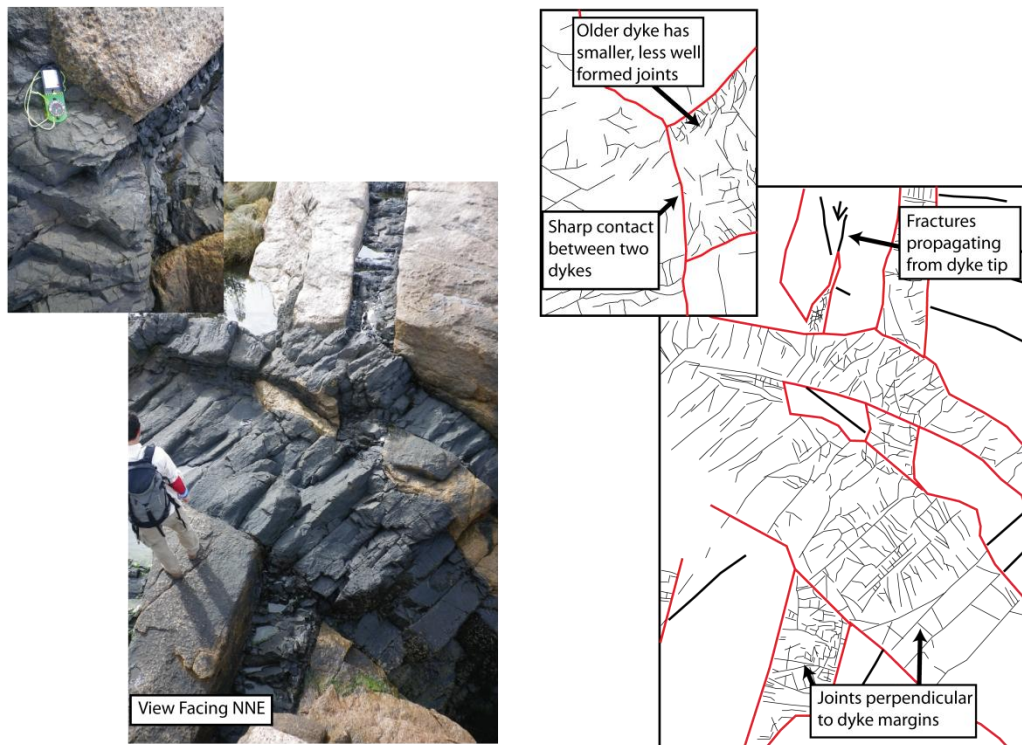 Older dyke has
smaller, less well
formed joints
Sharp contact
between two
dykes
Fractures
propagating
from dyke tip
View Facing NNE
Joints perpendicular
to dyke margins